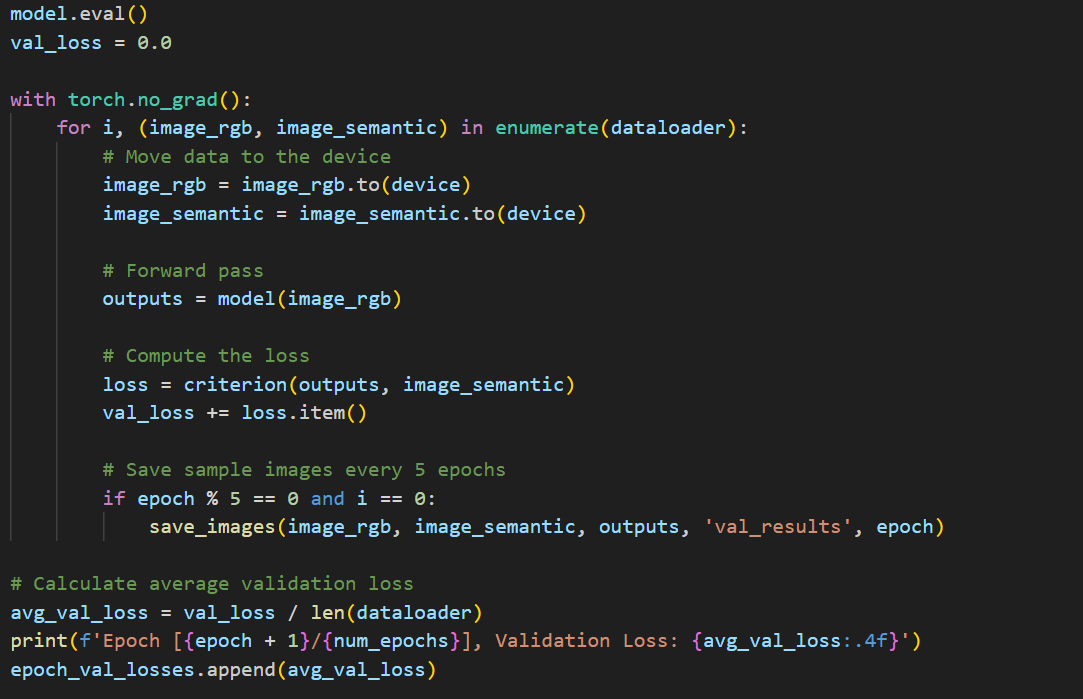 model.eval()
val_loss = 0.0
with torch.no_grad():
    for i, (image_rgb, image_semantic) in enumerate(dataloader):
        # Move data to the device
        image_rgb = image_rgb.to(device)
        image_semantic = image_semantic.to(device)
        # Forward pass
        outputs = model(image_rgb)
        # Compute the loss
        loss = criterion(outputs, image_semantic)
        val_loss += loss.item()
        # Save sample images every 5 epochs
        if epoch % 5 == 0 and i == 0:
            save_images(image_rgb, image_semantic, outputs, 'val_results', epoch)
# Calculate average validation loss
avg_val_loss = val_loss / len(dataloader)
print(f'Epoch [{epoch + 1}/{num_epochs}], Validation Loss: {avg_val_loss:.4f}')
epoch_val_losses.append(avg_val_loss)